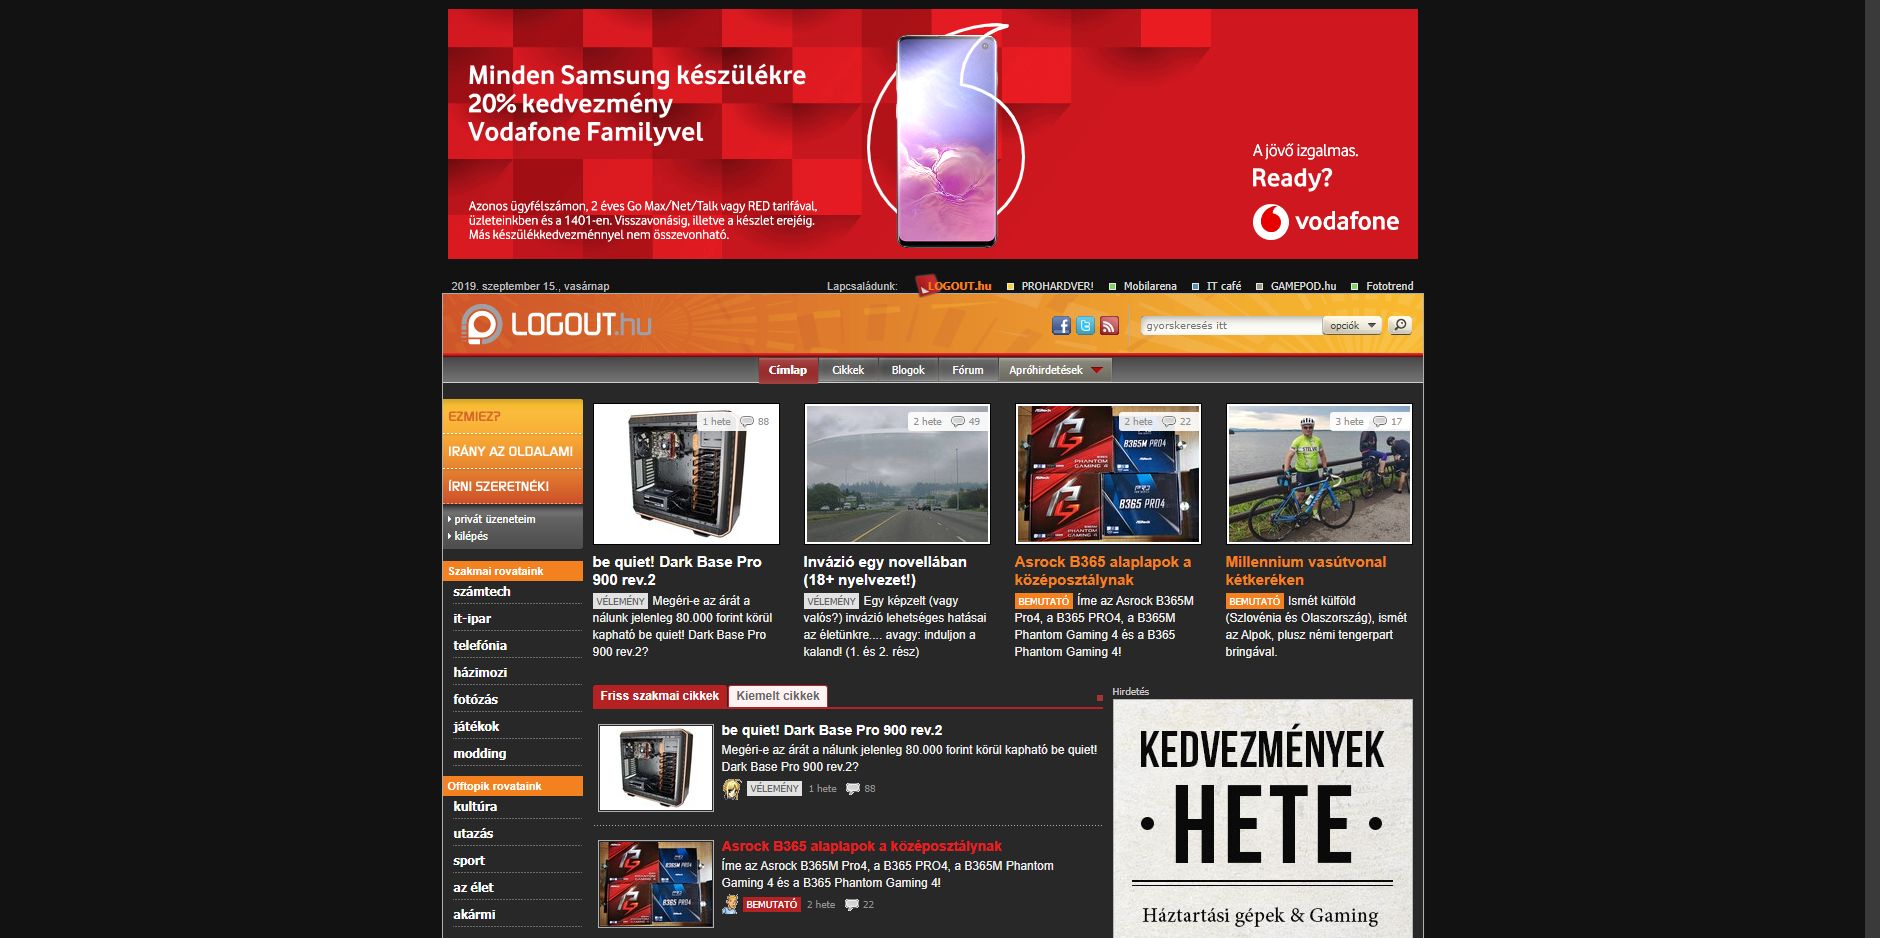 Minden Samsung készülékre
20% kedvezmény
Vodafone Familyvel
Azonos ügyfélszámon, 2 éves Go Max/Net/Talk vagy RED tarifával,
üzleteinkben és a 1401-en. Visszavonásig, illetve a készlet erejéig.
Más készülékkedvezménnyel nem összevonható.
A jövő izgalmas.
Ready?
vodafone
2019. szeptember 15., vasárnap
Lapcsaládunk: LOGOUT.hu PROHARDVER! Mobilarena IT café GAMEPOD.hu Fototrend
LOGOUT.hu
gyorskeresés itt opciók
Címlap Cikkek Blogok Fórum Apróhirdetések
EZMIEZ?
IRÁNY AZ OLDALAM!
ÍRNI SZERETNÉK!
privát üzeneteim
kilépés
Szakmai rovataink
számtech
it-ipar
telefónia
házimozi
fotózás
játékok
modding
Offtopik rovataink
kultúra
utazás
sport
az élet
akármi
1 hete 88
be quiet! Dark Base Pro
900 rev.2
VÉLEMÉNY Megéri-e az árát a
nálunk jelenleg 80.000 forint körül
kapható be quiet! Dark Base Pro
900 rev.2?
2 hete 49
Invázió egy novellában
(18+ nyelvezet!)
VÉLEMÉNY Egy képzelt (vagy
valós?) invázió lehetséges hatásai
az életünkre.... avagy: induljon a
kaland! (1. és 2. rész)
2 hete 22
B365M PRO4
PHANTOM
GAMING 4
PHANTOM
GAMING 4
B365 PRO4
Asrock B365 alaplapok a
középosztálynak
BEMUTATÓ Íme az Asrock B365M
Pro4, a B365 PRO4, a B365M
Phantom Gaming 4 és a B365
Phantom Gaming 4!
3 hete 17
Millennium vasútvonal
kétkeréken
BEMUTATÓ Ismét külföld
(Szlovénia és Olaszország), ismét
az Alpok, plusz némi tengerpart
bringával.
Friss szakmai cikkek Kiemelt cikkek
be quiet! Dark Base Pro 900 rev.2
Megéri-e az árát a nálunk jelenleg 80.000 forint körül kapható be quiet!
Dark Base Pro 900 rev.2?
VÉLEMÉNY 1 hete 88
Asrock B365 alaplapok a középosztálynak
Íme az Asrock B365M Pro4, a B365 PRO4, a B365M Phantom
Gaming 4 és a B365 Phantom Gaming 4!
BEMUTATÓ 2 hete 22
Hirdetés
KEDVEZMÉNYEK
• HETE •
Háztartási gépek & Gaming